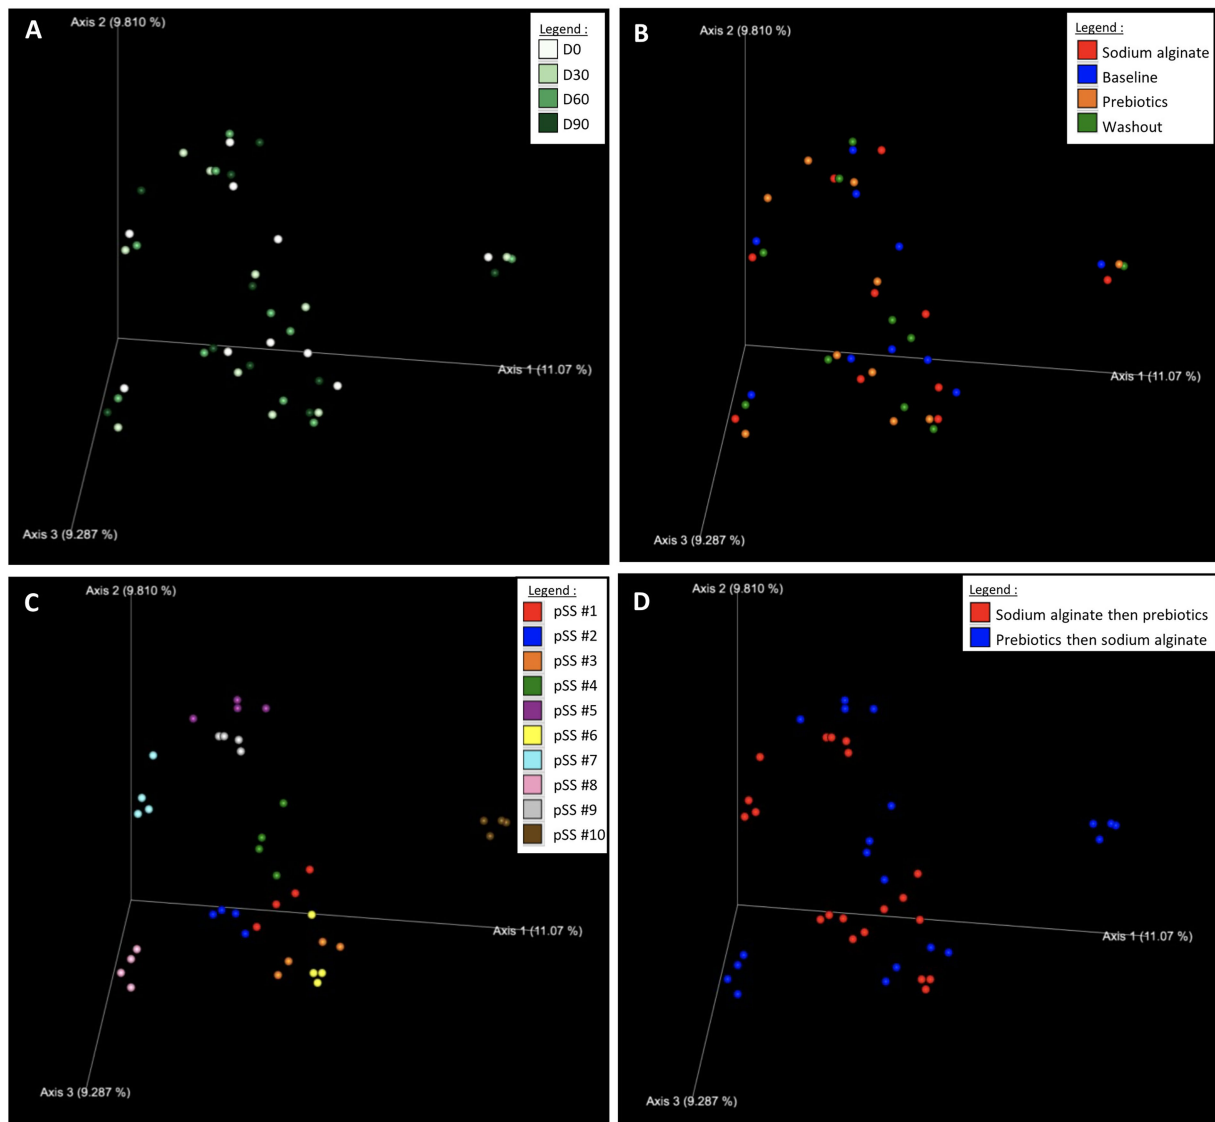 A
Axis 2 (9.810 %)
Legend :
D0
D30
D60
D90
Axis 1 (11.07 %)
Axis 3 (9.287 %)
B
Axis 2 (9.810 %)
Legend :
Sodium alginate
Baseline
Prebiotics
Washout
Axis 1 (11.07 %)
Axis 3 (9.287 %)
C
Axis 2 (9.810 %)
Legend :
pSS #1
pSS #2
pSS #3
pSS #4
pSS #5
pSS #6
pSS #7
pSS #8
pSS #9
pSS #10
Axis 1 (11.07 %)
Axis 3 (9.287 %)
D
Axis 2 (9.810 %)
Legend :
Sodium alginate then prebiotics
Prebiotics then sodium alginate
Axis 1 (11.07 %)
Axis 3 (9.287 %)